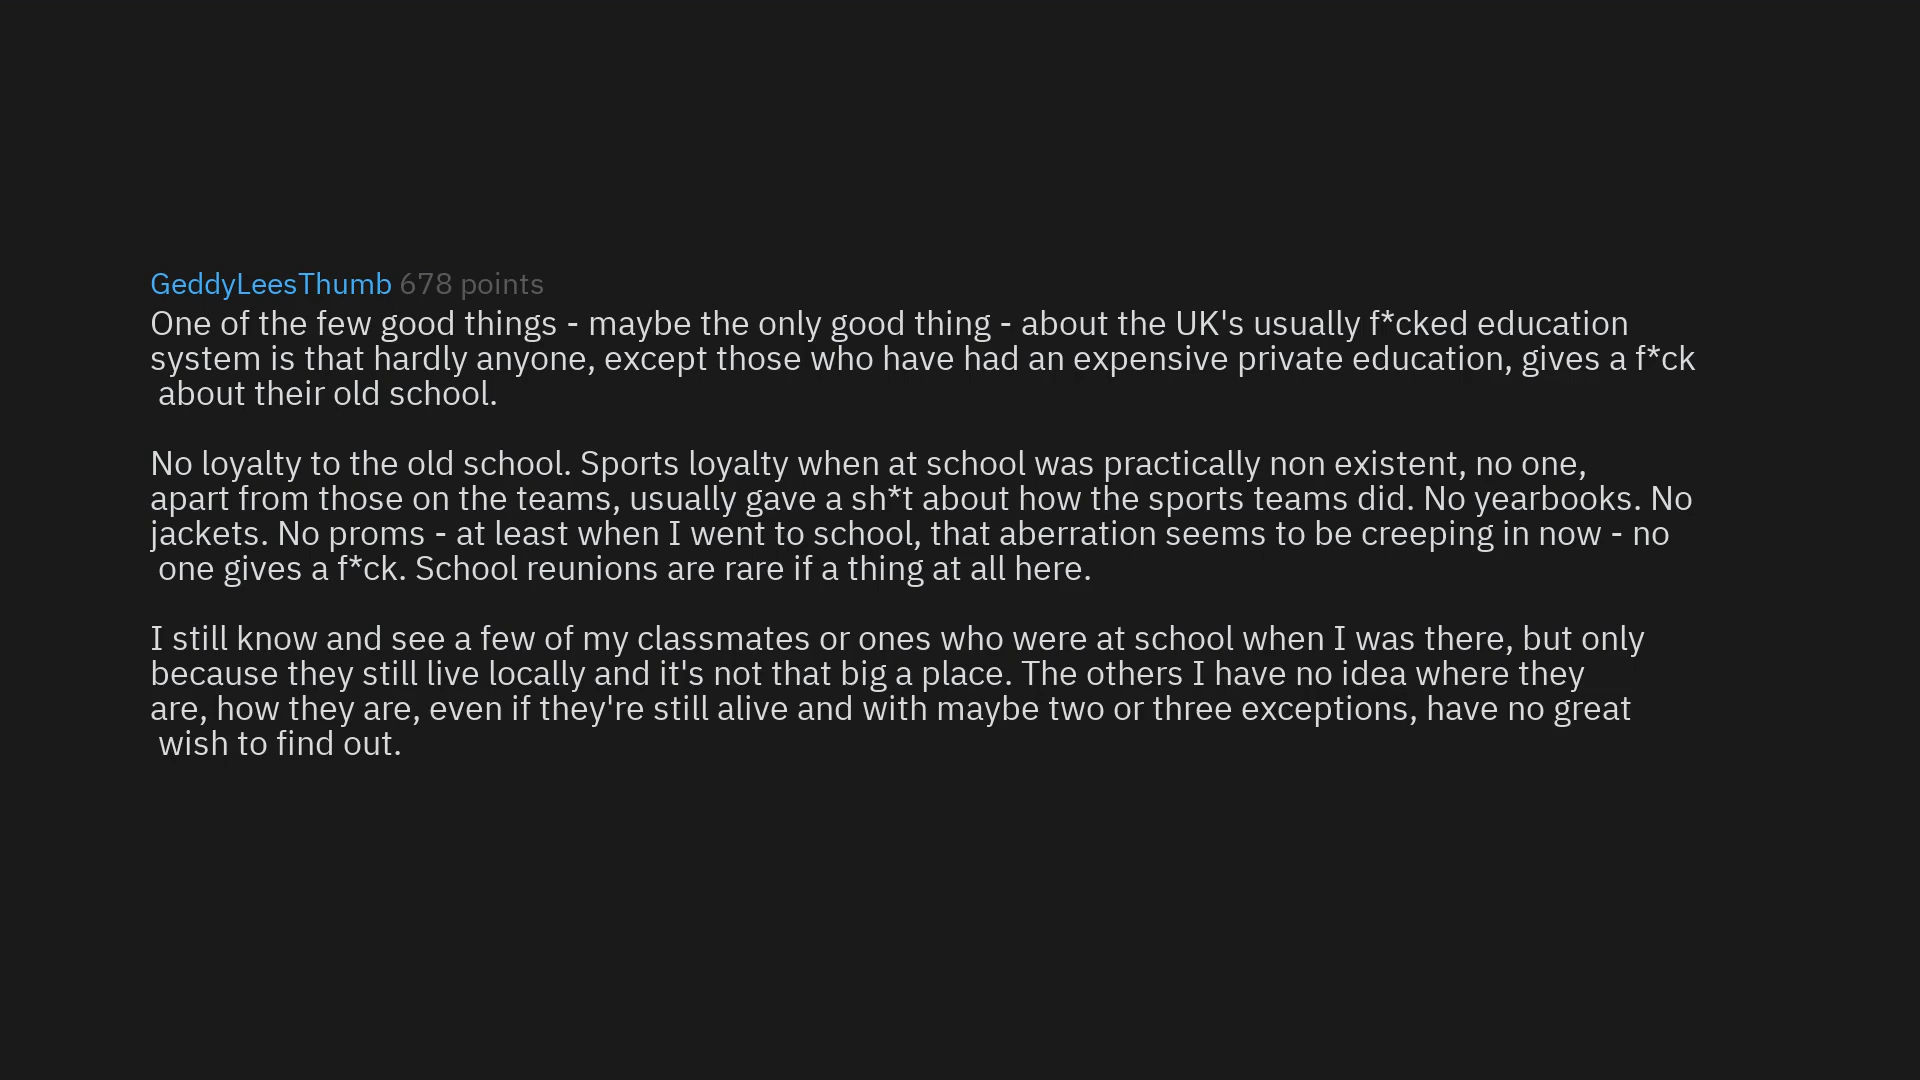 GeddyLeesThumb 678 points
One of the few good things - maybe the only good thing - about the UK's usually f*cked education
system is that hardly anyone, except those who have had an expensive private education, gives a f*ck
about their old school.
No loyalty to the old school. Sports loyalty when at school was practically non existent, no one,
apart from those on the teams, usually gave a sh*t about how the sports teams did. No yearbooks. No
jackets. No proms - at least when I went to school, that aberration seems to be creeping in now - no
one gives a f*ck. School reunions are rare if a thing at all here.
I still know and see a few of my classmates or ones who were at school when I was there, but only
because they still live locally and it's not that big a place. The others I have no idea where they
are, how they are, even if they're still alive and with maybe two or three exceptions, have no great
wish to find out.